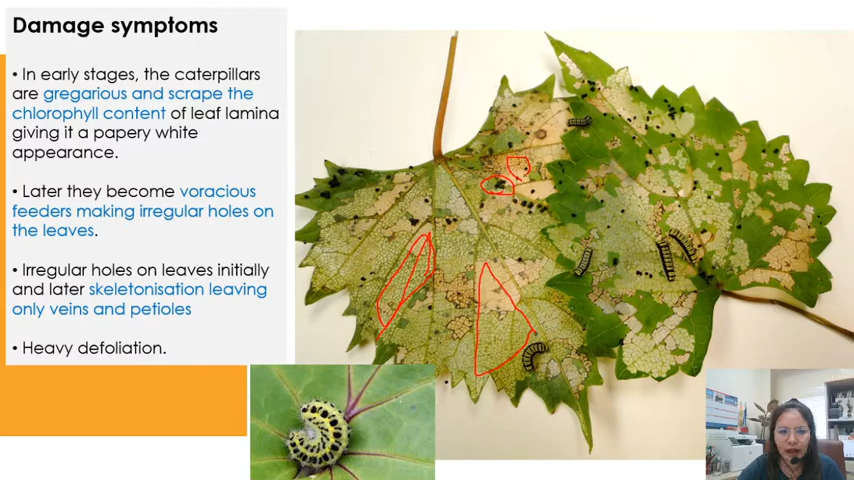 Damage symptoms
• In early stages, the caterpillars
are gregarious and scrape the
chlorophyll content of leaf lamina
giving it a papery white
appearance.
• Later they become voracious
feeders making irregular holes on
the leaves.
• Irregular holes on leaves initially
and later skeletonisation leaving
only veins and petioles
• Heavy defoliation.